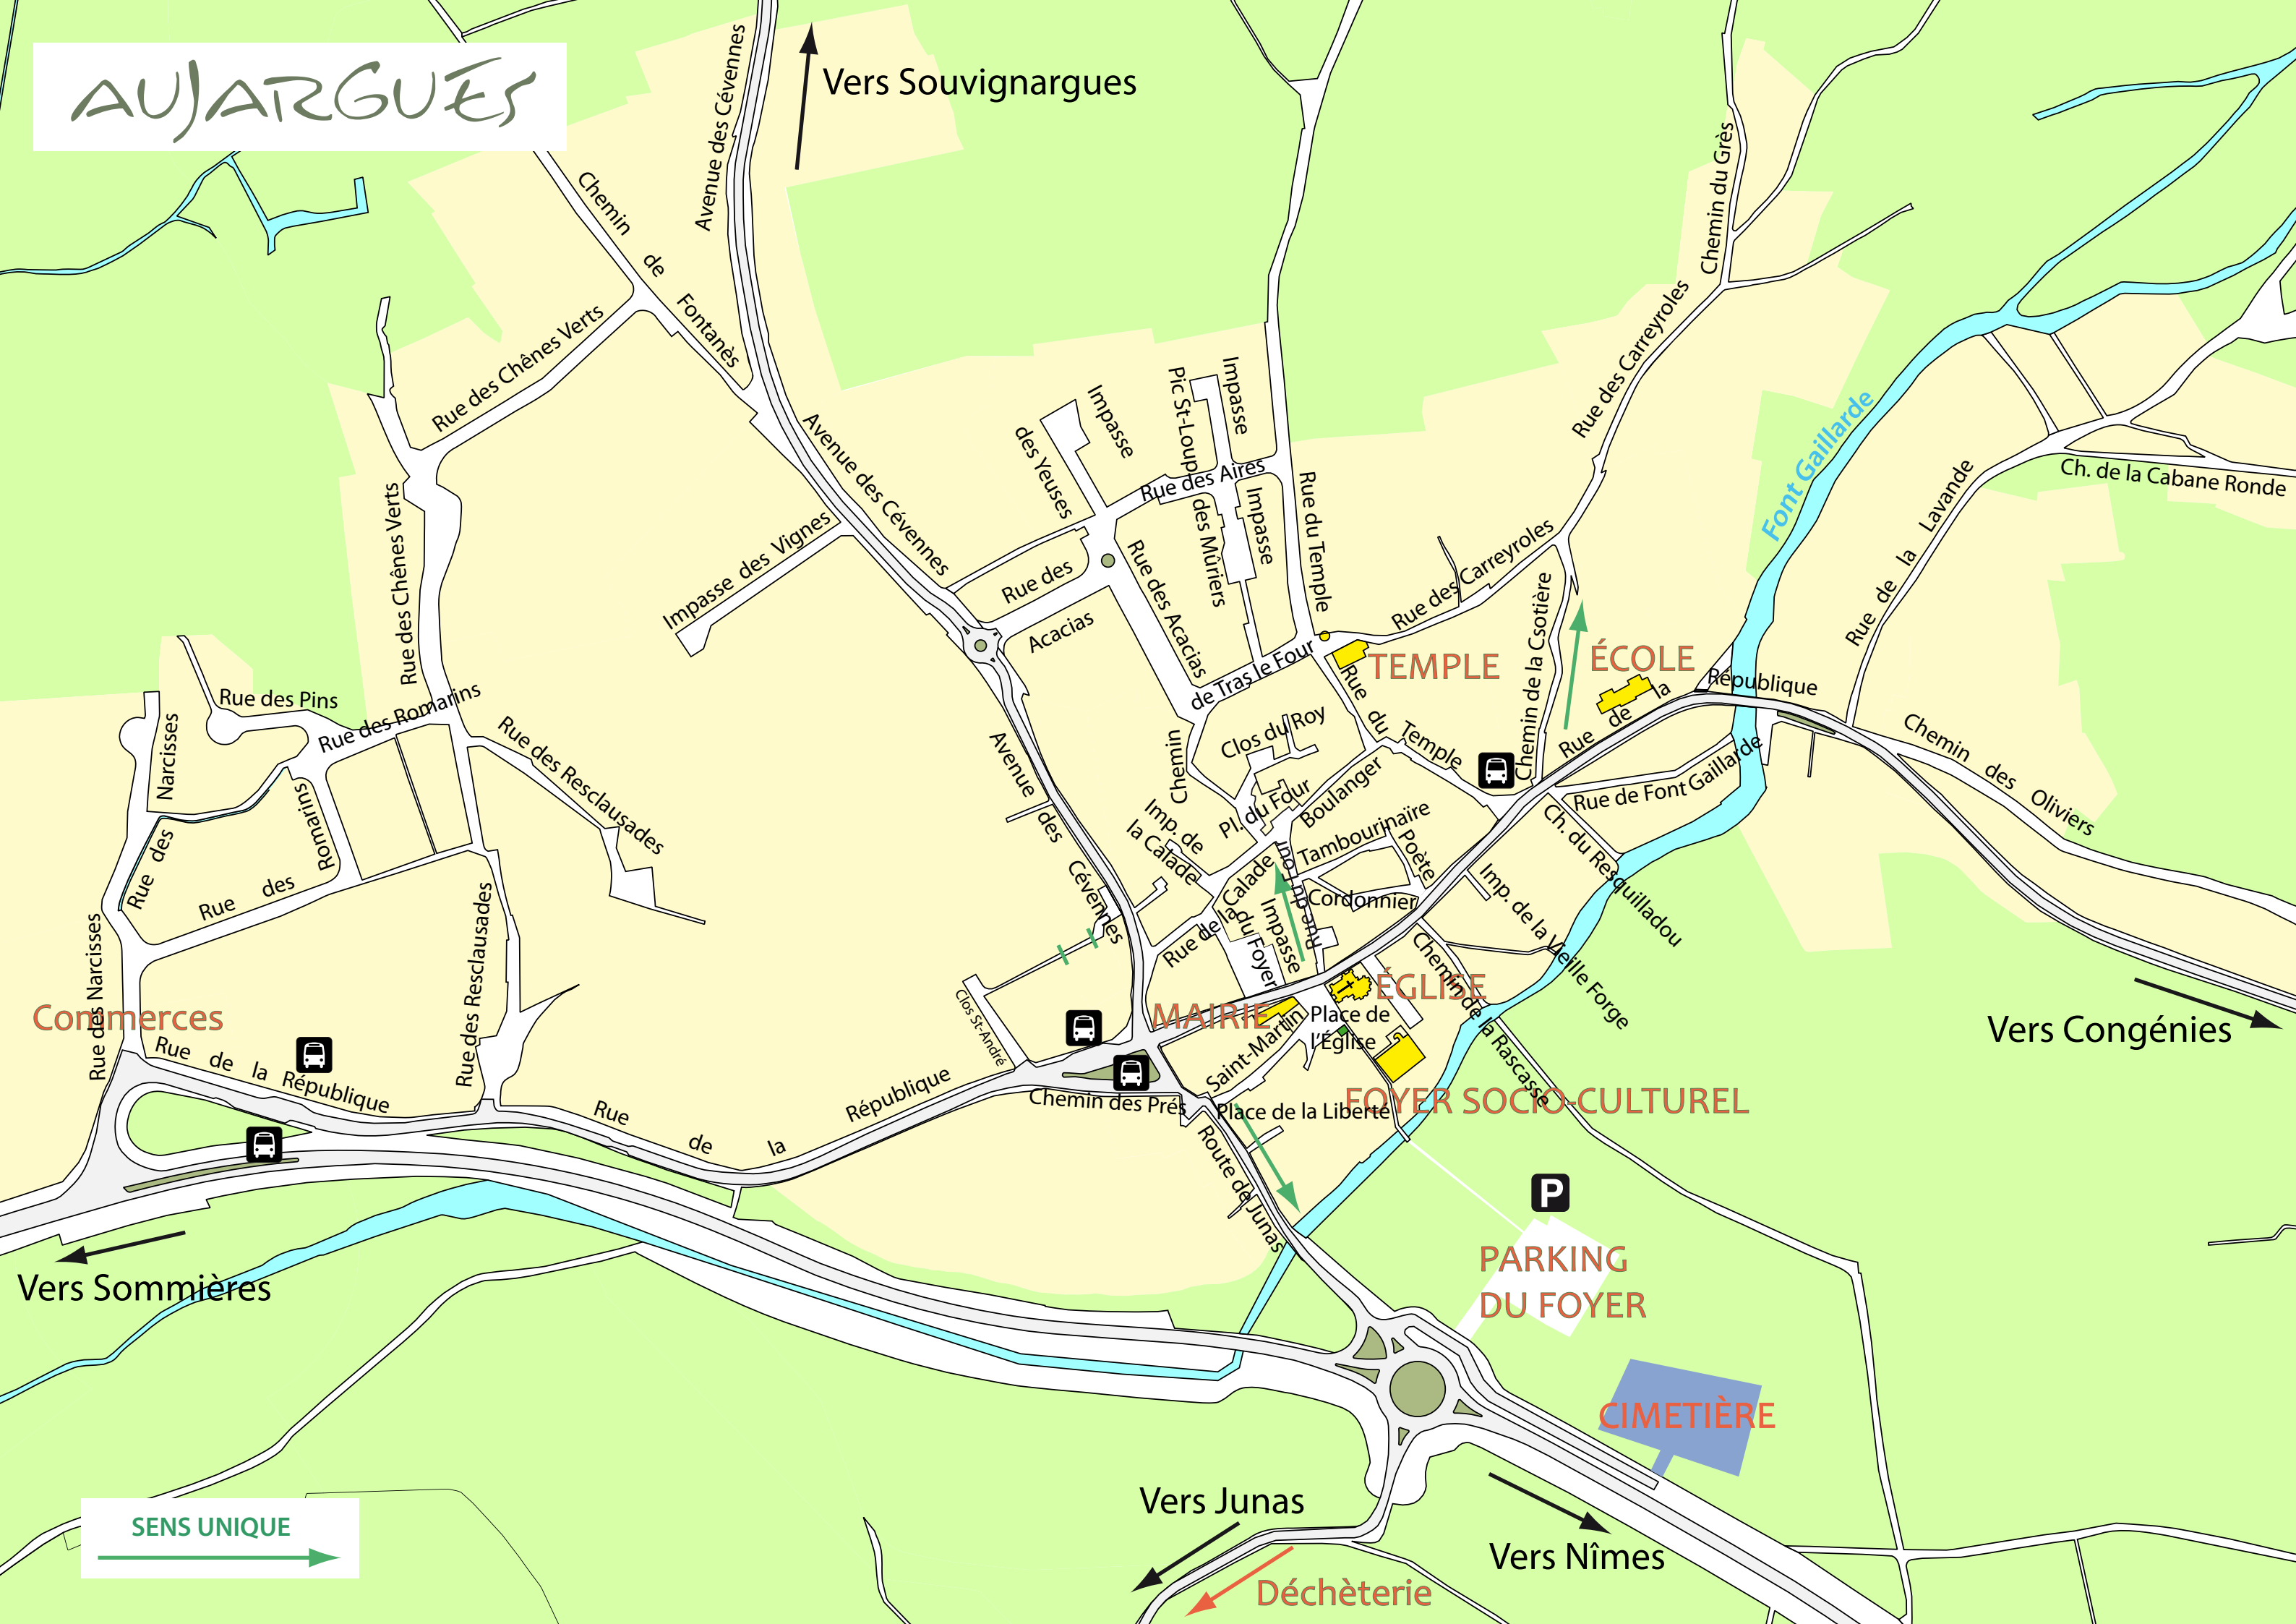 AUJARGUES
Vers Souvignargues
Avenue des Cévennes
Chemin de Fontanès
Chemin du Grès
Rue des Chênes Verts
Rue des Carreyroles
Impasse
des Yeuses
Impasse
Pic St-Loup
Rue des Aires
Impasse
des Mûriers
Rue du Temple
Font Gaillarde
Ch. de la Cabane Ronde
Rue de la Lavande
Avenue des Cévennes
Rue des Chênes Verts
Impasse des Vignes
Rue des
Acacias
Rue des Acacias
Rue des Carreyroles
Chemin de la Csotière
TEMPLE
ÉCOLE
Rue de la République
Rue des Pins
Rue des Romarins
Narcisses
Rue des
Rue des Romarins
Rue des Resclausades
Chemin de Tras le Four
Rue du Temple
Clos du Roy
Pl. du Four
Boulanger
Imp. de
la Calade
Tambourinaïre
Poète
Cordonnier
Rue du Four
Rue de la Calade
Impasse
du Foyer
Rue de Font Gaillarde
Ch. du Resquilladou
Imp. de la Vieille Forge
Chemin de la Rascasse
Chemin des Oliviers
Avenue des Cévennes
Rue des Narcisses
Commerces
Rue des Resclausades
Clos St-André
MAIRIE
ÉGLISE
Place de
l'Église
Saint-Martin
FOYER SOCIO-CULTUREL
Vers Congénies
Rue de la République
Rue de la République
Chemin des Prés
Place de la Liberté
Route de Junas
P
PARKING
DU FOYER
Vers Sommières
CIMETIÈRE
Vers Junas
Vers Nîmes
SENS UNIQUE
Déchèterie